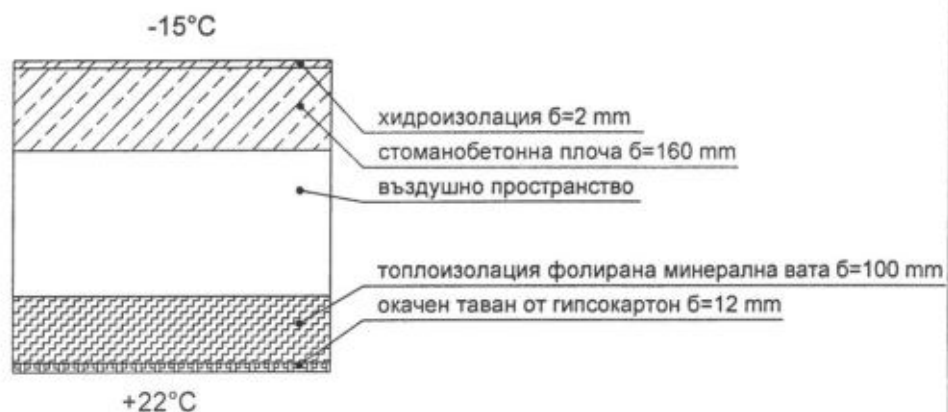 -15°C
хидроизолация б=2 mm
стоманобетонна плоча б=160 mm
въздушно пространство
топлоизолация фолирана минерална вата б=100 mm
окачен таван от гипсокартон б=12 mm
+22°C